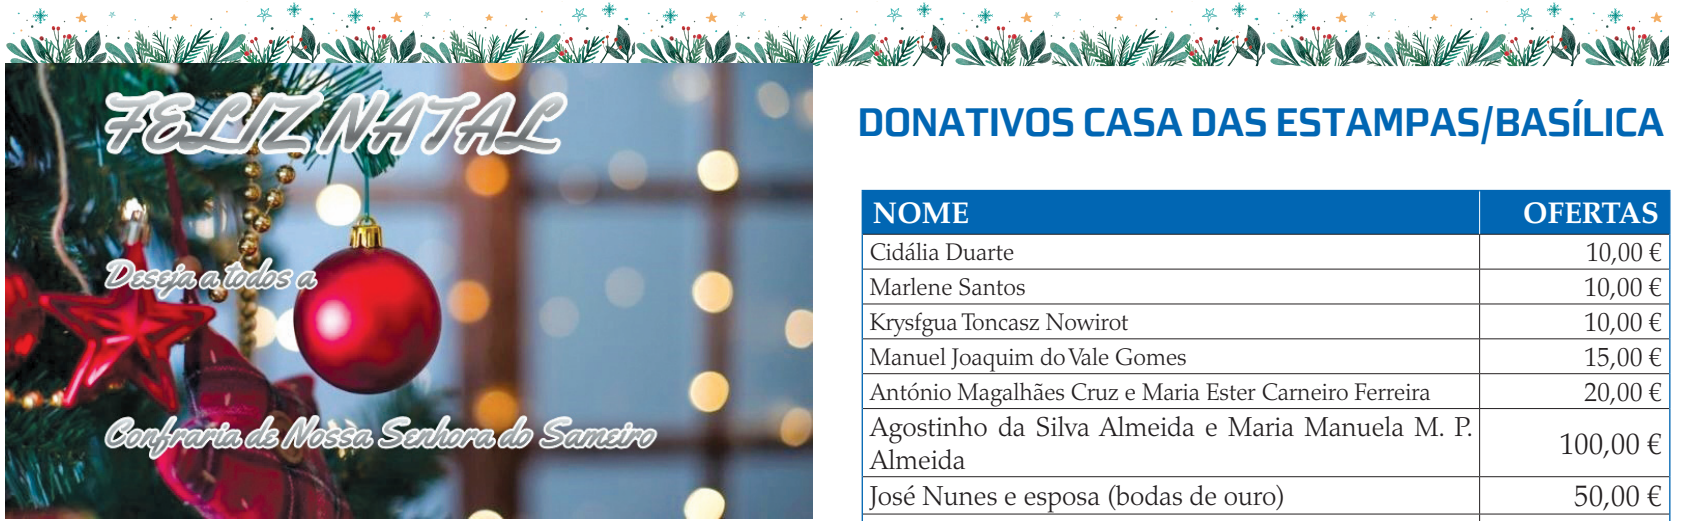 FELIZ NATAL
Deseja a todos a
Confraria de Nossa Senhora do Sameiro
DONATIVOS CASA DAS ESTAMPAS/BASÍLICA
NOME OFERTAS
Cidália Duarte 10,00 €
Marlene Santos 10,00 €
Krysfgua Toncasz Nowirot 10,00 €
Manuel Joaquim do Vale Gomes 15,00 €
António Magalhães Cruz e Maria Ester Carneiro Ferreira 20,00 €
Agostinho da Silva Almeida e Maria Manuela M. P.
Almeida 100,00 €
José Nunes e esposa (bodas de ouro) 50,00 €